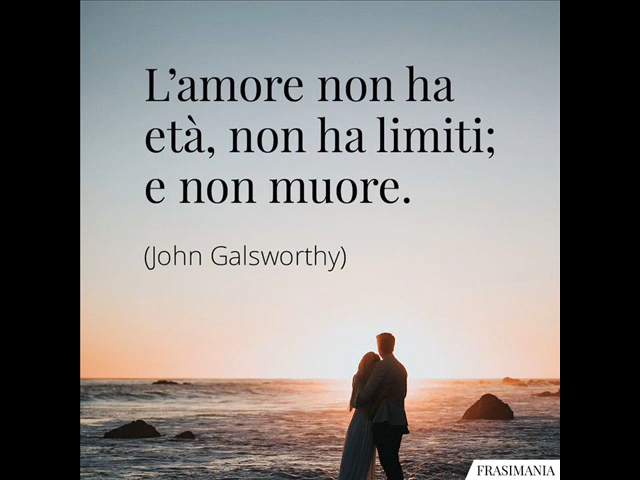 L’amore non ha
età, non ha limiti;
e non muore.
(John Galsworthy)
FRASIMANIA